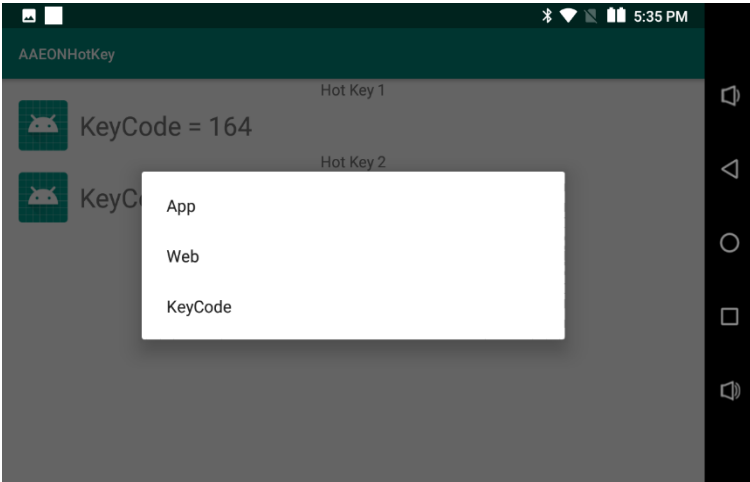 5:35 PM
AAEONHotKey
Hot Key 1
KeyCode = 164
Hot Key 2
KeyC
App
Web
KeyCode